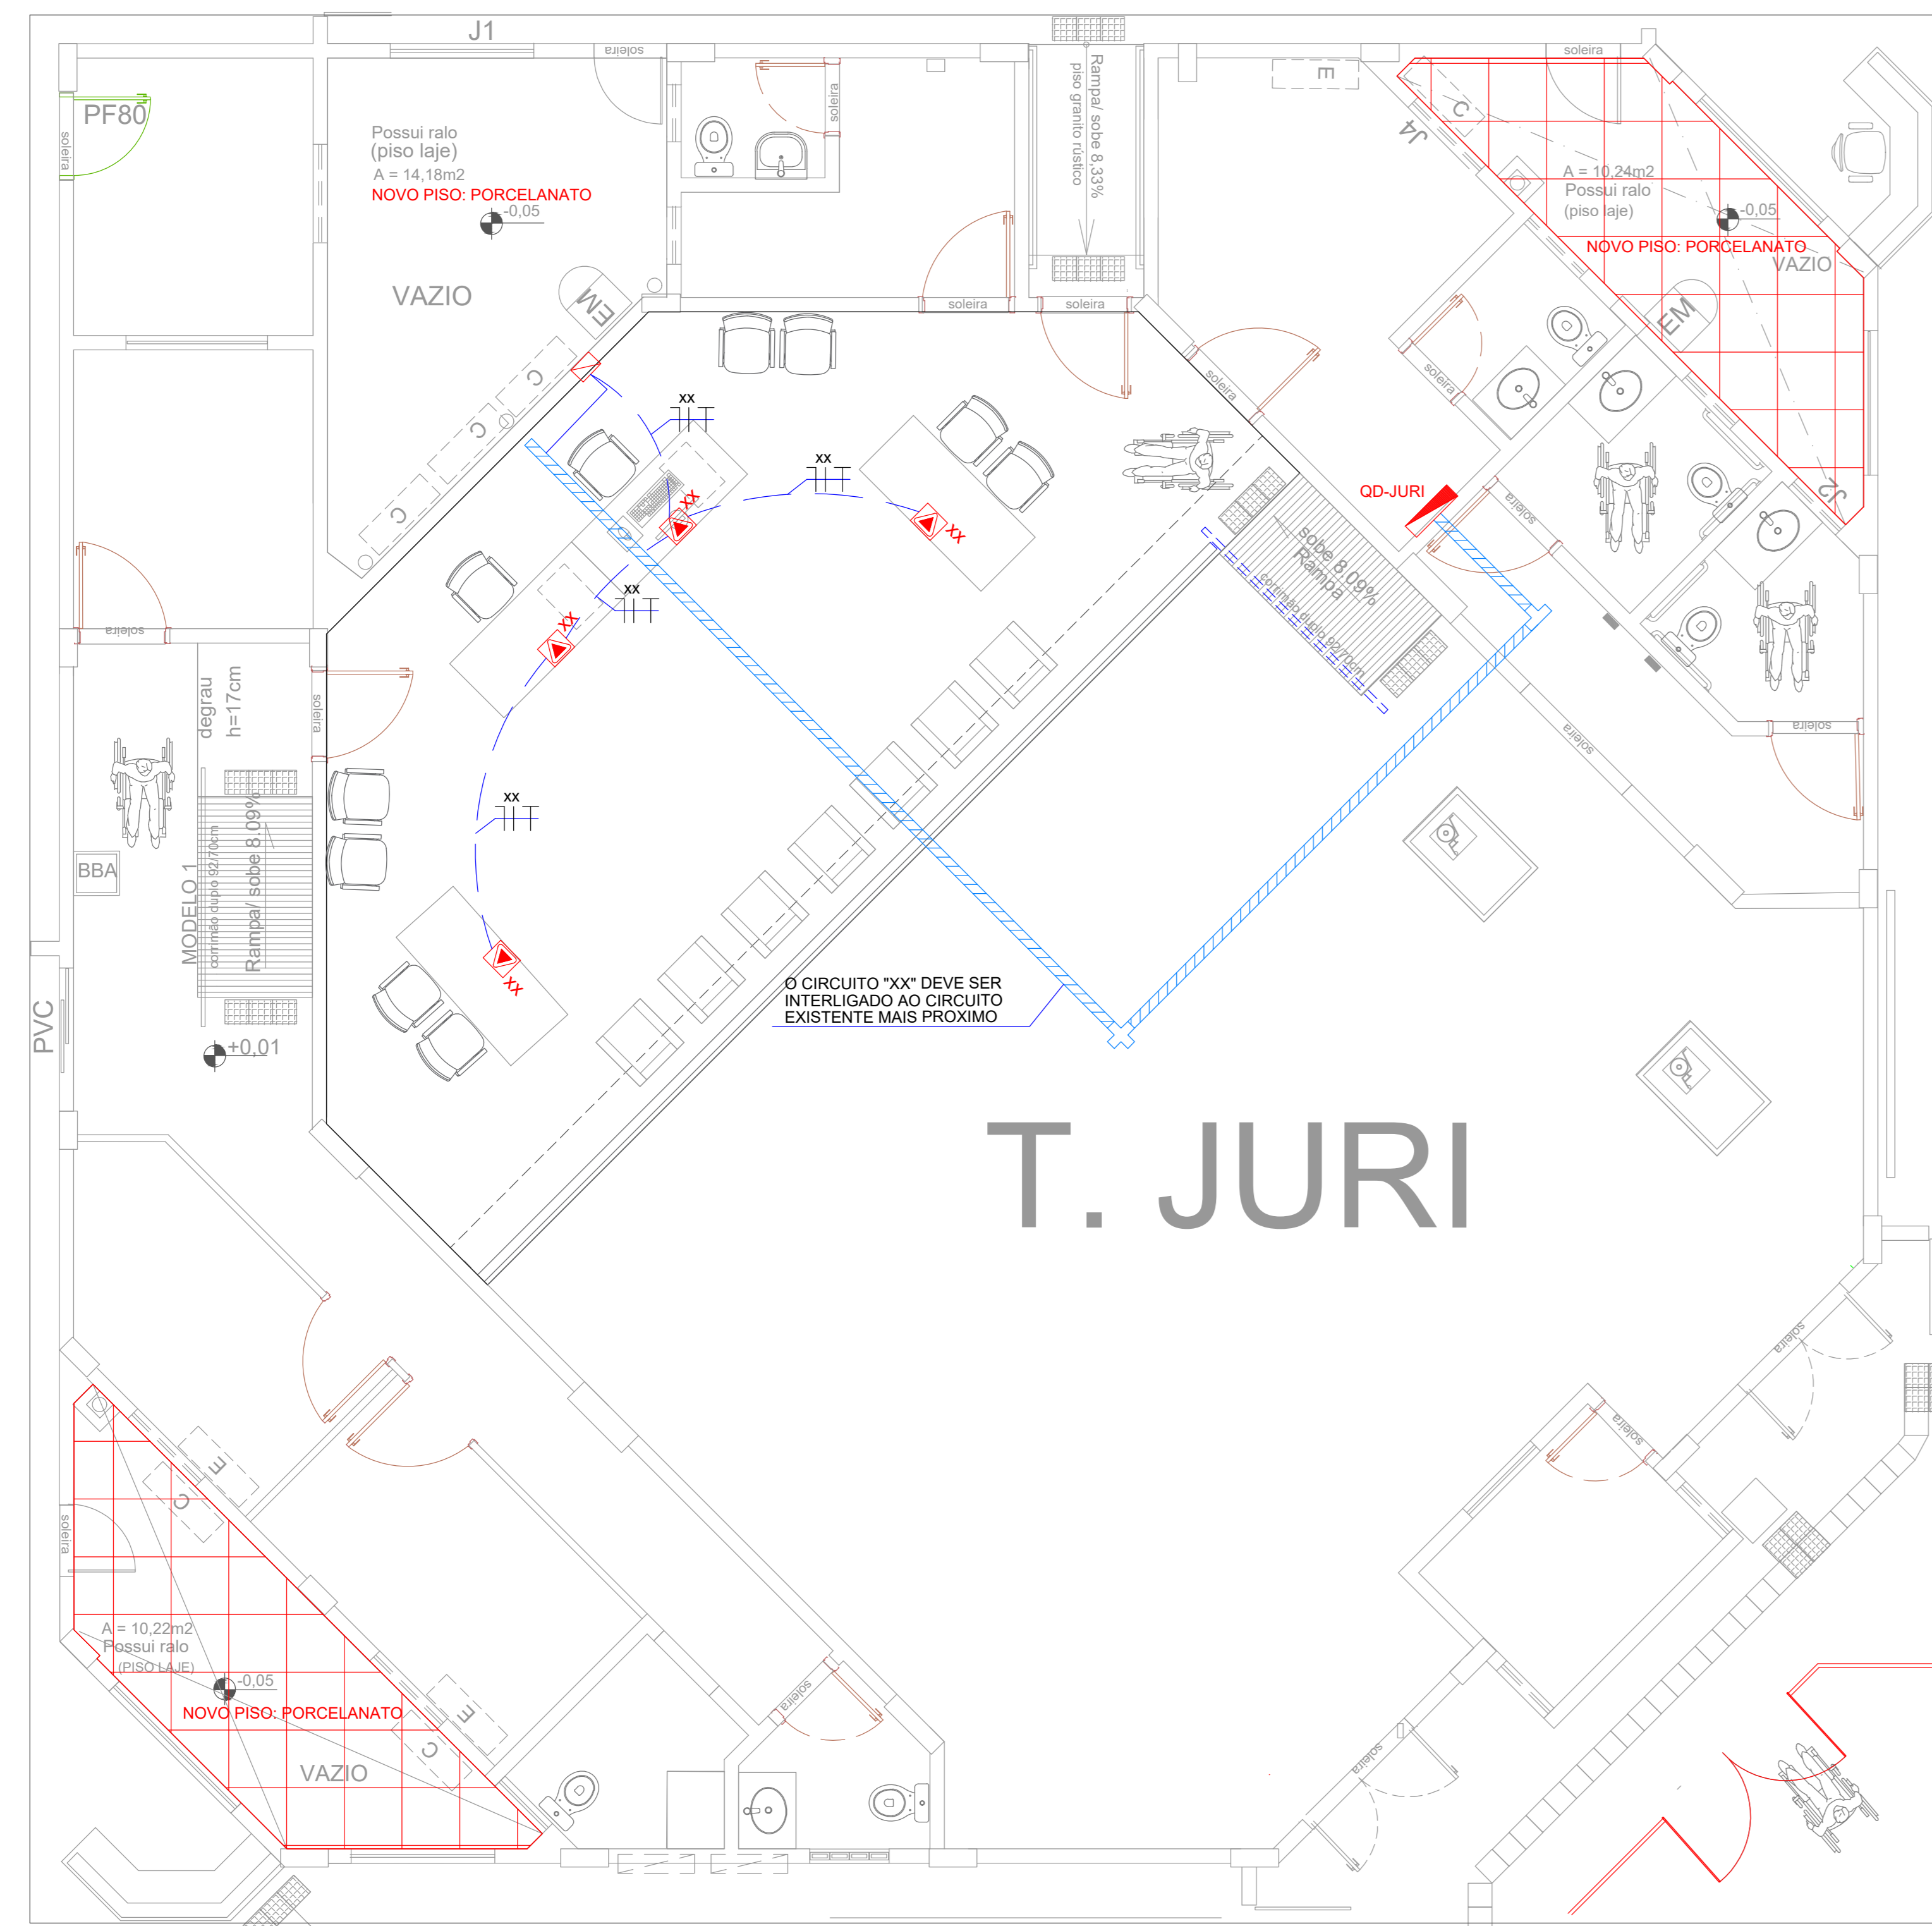 J1
soleira
PF80
soleira
Possui ralo
(piso laje)
A = 14,18m2
NOVO PISO: PORCELANATO
-0,05
VAZIO
EM
C
C
C
soleira
soleira
soleira
Rampa/ sobe 8,33%
piso granito rústico
E
J4
C
soleira
A = 10,24m2
Possui ralo
(piso laje)
-0,05
NOVO PISO: PORCELANATO
VAZIO
EM
soleira
soleira
J2
QD-JURI
soleira
sobe 8.09%
Rampa
corrimão duplo 92/70cm
xx
xx
xx
xx
xx
xx
xx
xx
soleira
soleira
soleira
soleira
degrau
h=17cm
BBA
MODELO 1
corrimão duplo 92/70cm
Rampa/ sobe 8.09%
PVC
+0,01
O CIRCUITO "XX" DEVE SER
INTERLIGADO AO CIRCUITO
EXISTENTE MAIS PROXIMO
T. JURI
soleira
soleira
E
C
soleira
A = 10,22m2
Possui ralo
(PISO LAJE)
-0,05
NOVO PISO: PORCELANATO
VAZIO
E
C
soleira
soleira